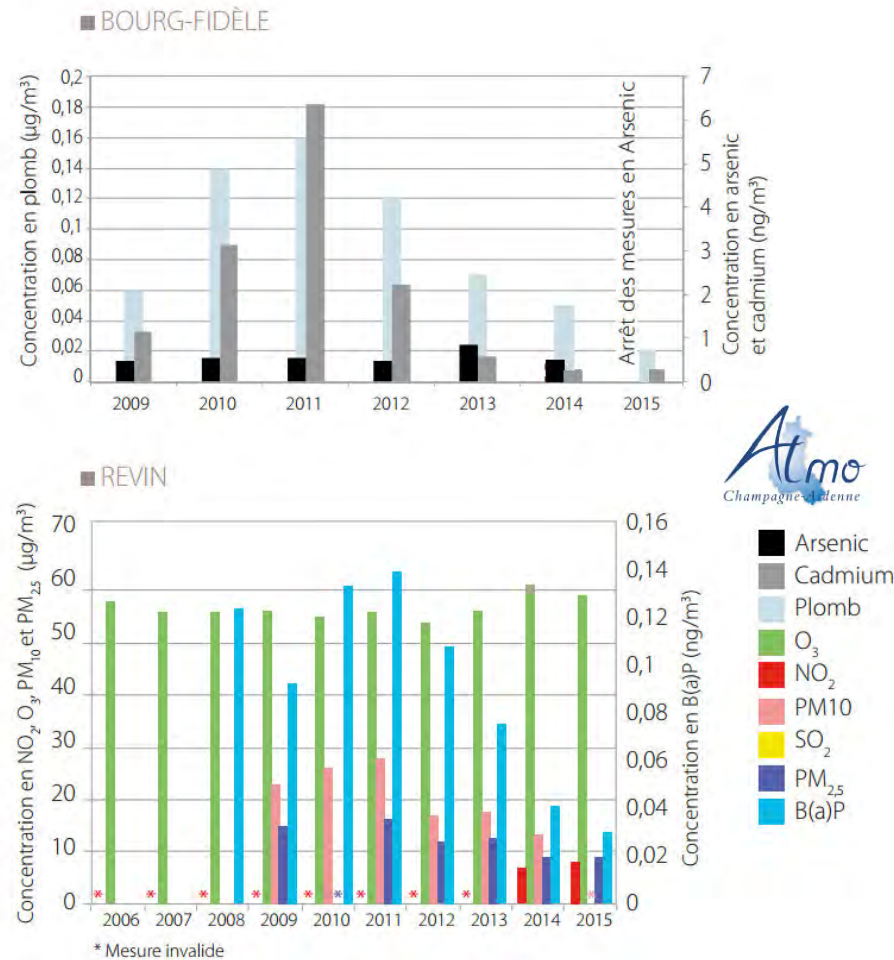 BOURG-FIDÈLE
Concentration en plomb (µg/m³)
0,2
0,18
0,16
0,14
0,12
0,1
0,08
0,06
0,04
0,02
0
Arrêt des mesures en Arsenic
7
6
5
4
3
2
1
0
Concentration en arsenic
et cadmium (ng/m³)
2009 2010 2011 2012 2013 2014 2015
Atmo
Champagne-Ardenne
REVIN
Concentration en NO₂, O₃, PM₁₀ et PM₂,₅ (µg/m³)
70
60
50
40
30
20
10
0
0,16
0,14
0,12
0,1
0,08
0,06
0,04
0,02
0
Concentration en B(a)P (ng/m³)
* * * * * * * * * *
2006 2007 2008 2009 2010 2011 2012 2013 2014 2015
* Mesure invalide
Arsenic
Cadmium
Plomb
O₃
NO₂
PM10
SO₂
PM₂,₅
B(a)P